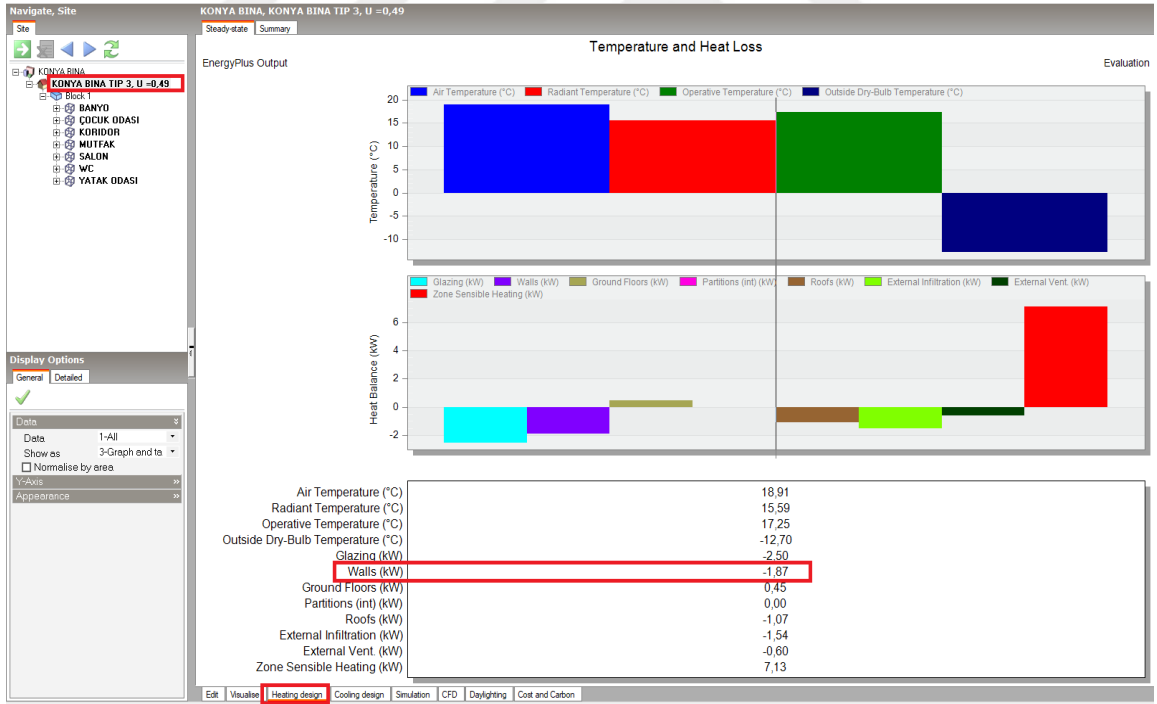 Navigate, Site
Site
KONYA BINA
KONYA BINA TIP 3, U =0,49
Block 1
BANYO
ÇOCUK ODASI
KORIDOR
MUTFAK
SALON
WC
YATAK ODASI
Display Options
General Detailed
Data
Data 1-All
Show as 3-Graph and ta
Normalise by area
Y-Axis
Appearance
KONYA BINA, KONYA BINA TIP 3, U =0,49
Steady-state Summary
Temperature and Heat Loss
EnergyPlus Output Evaluation
Air Temperature (°C) Radiant Temperature (°C) Operative Temperature (°C) Outside Dry-Bulb Temperature (°C)
Temperature (°C)
20
15
10
5
0
-5
-10
Glazing (kW) Walls (kW) Ground Floors (kW) Partitions (int) (kW) Roofs (kW) External Infiltration (kW) External Vent. (kW)
Zone Sensible Heating (kW)
Heat Balance (kW)
6
4
2
0
-2
Air Temperature (°C) 18,91
Radiant Temperature (°C) 15,59
Operative Temperature (°C) 17,25
Outside Dry-Bulb Temperature (°C) -12,70
Glazing (kW) -2,50
Walls (kW) -1,87
Ground Floors (kW) 0,45
Partitions (int) (kW) 0,00
Roofs (kW) -1,07
External Infiltration (kW) -1,54
External Vent. (kW) -0,60
Zone Sensible Heating (kW) 7,13
Edit Visualise Heating design Cooling design Simulation CFD Daylighting Cost and Carbon